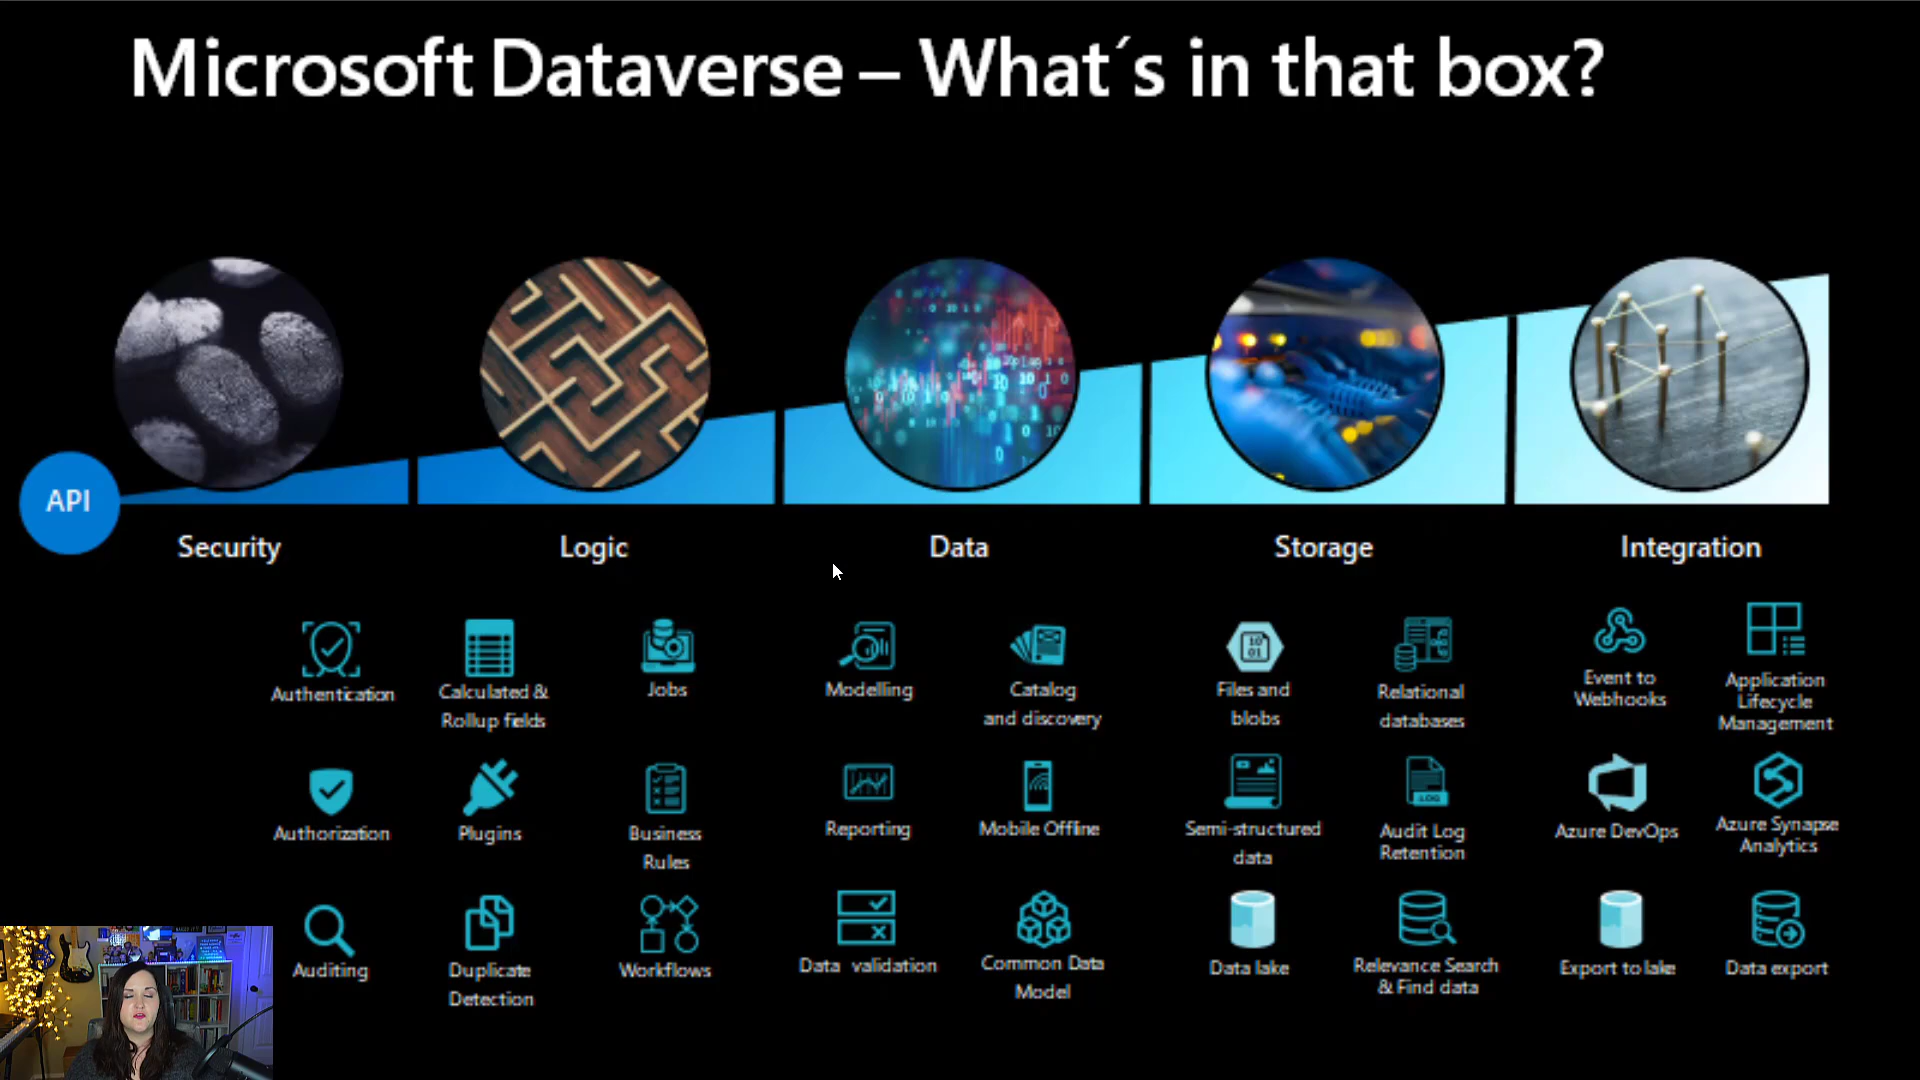 Microsoft Dataverse – What´s in that box?
API
Security
Logic
Data
Storage
Integration
Authentication
Calculated &
Rollup fields
Jobs
Modelling
Catalog
and discovery
Files and
blobs
Relational
databases
Event to
Webhooks
Application
Lifecycle
Management
Authorization
Plugins
Business
Rules
Reporting
Mobile Offline
Semi-structured
data
LOG
Audit Log
Retention
Azure DevOps
Azure Synapse
Analytics
Auditing
Duplicate
Detection
Workflows
Data validation
Common Data
Model
Data lake
Relevance Search
& Find data
Export to lake
Data export